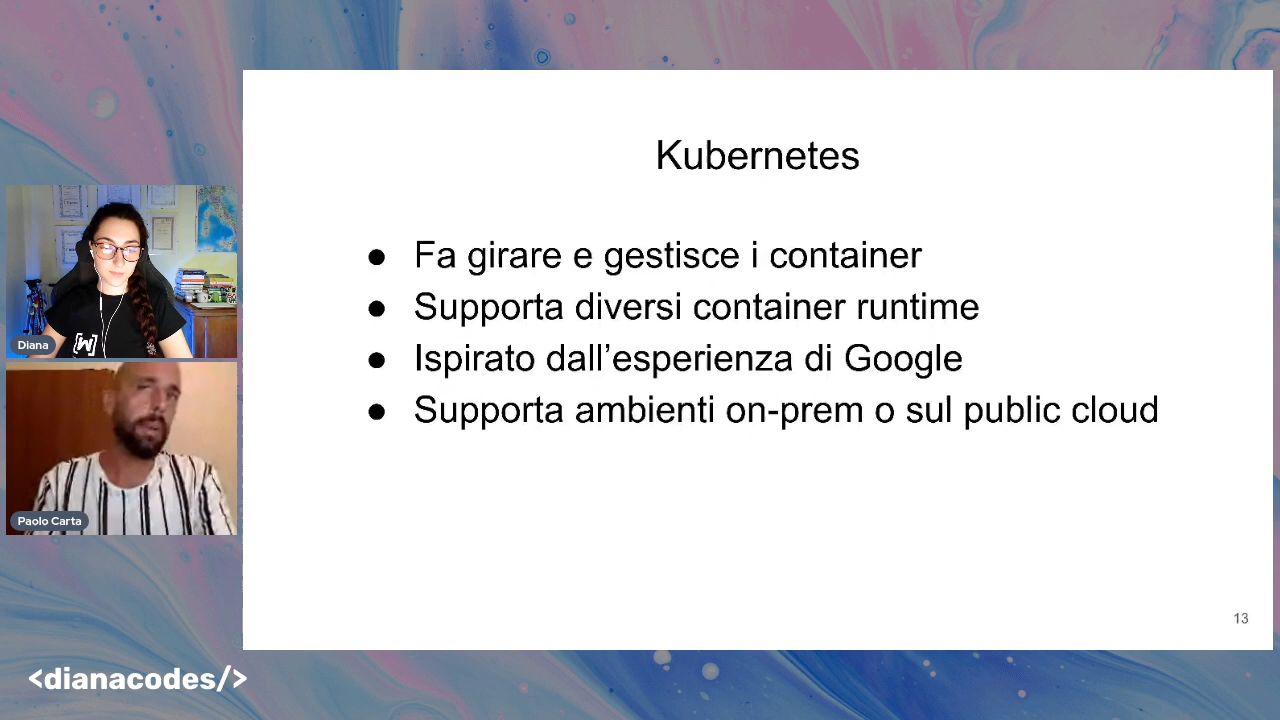 Kubernetes
● Fa girare e gestisce i container
● Supporta diversi container runtime
● Ispirato dall’esperienza di Google
● Supporta ambienti on-prem o sul public cloud
13
Diana
Paolo Carta
<dianacodes/>